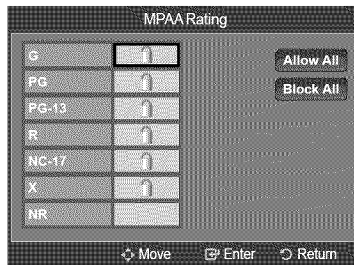 MPAA Rating
G
PG
PG-13
R
NC-17
X
NR
Allow All
Block All
Move Enter Return